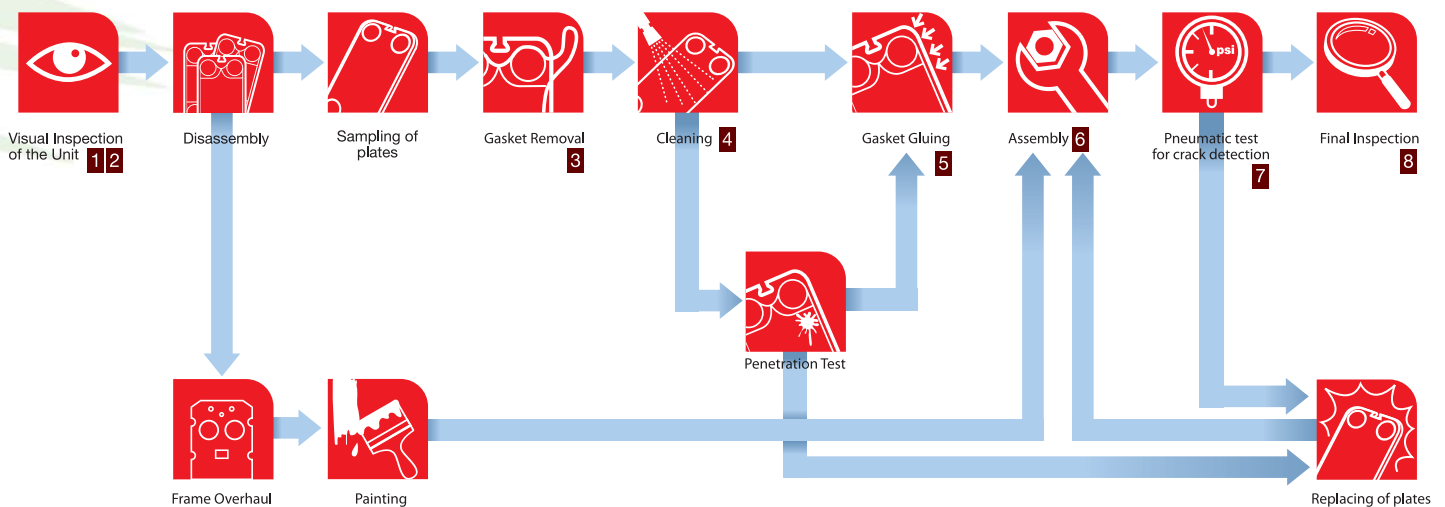 psi
Visual Inspection
of the Unit 1 2
Disassembly
Sampling of
plates
Gasket Removal
3
Cleaning 4
Gasket Gluing
5
Assembly 6
Pneumatic test
for crack detection
7
Final Inspection
8
Penetration Test
Frame Overhaul
Painting
Replacing of plates